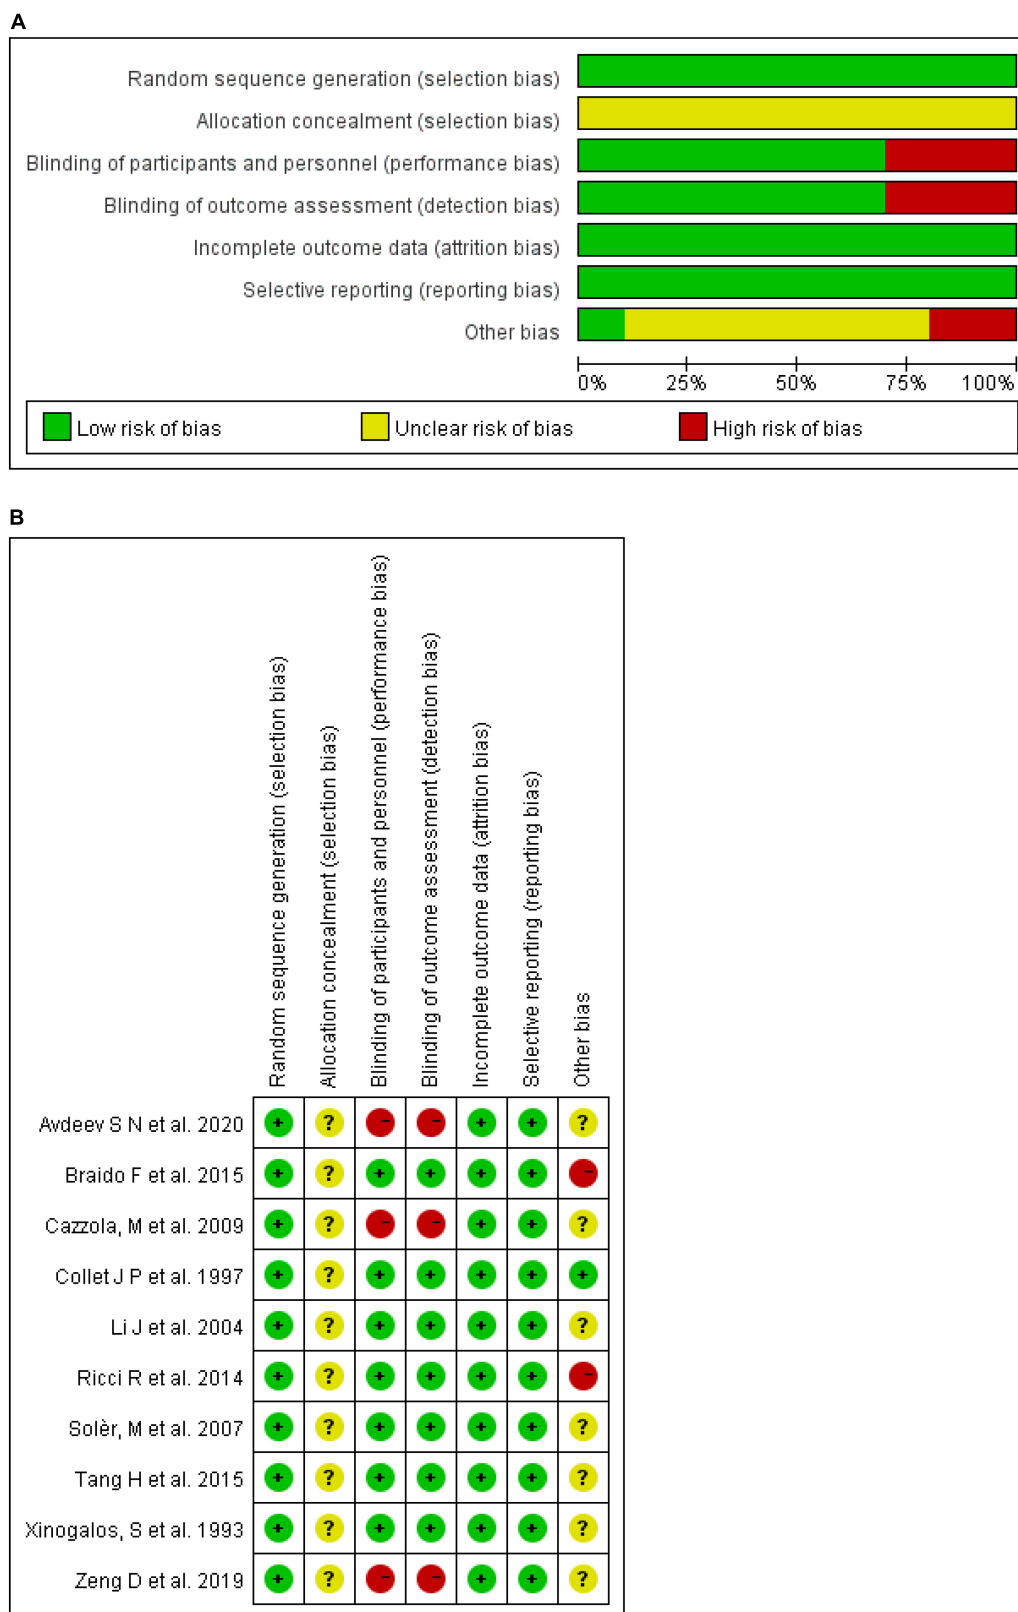 A
Random sequence generation (selection bias)
Allocation concealment (selection bias)
Blinding of participants and personnel (performance bias)
Blinding of outcome assessment (detection bias)
Incomplete outcome data (attrition bias)
Selective reporting (reporting bias)
Other bias
0% 25% 50% 75% 100%
Low risk of bias Unclear risk of bias High risk of bias
B
Random sequence generation (selection bias)
Allocation concealment (selection bias)
Blinding of participants and personnel (performance bias)
Blinding of outcome assessment (detection bias)
Incomplete outcome data (attrition bias)
Selective reporting (reporting bias)
Other bias
Avdeev S N et al. 2020 + ? - - + + ?
Braido F et al. 2015 + ? + + + + -
Cazzola, M et al. 2009 + ? - - + + ?
Collet J P et al. 1997 + ? + + + + +
Li J et al. 2004 + ? + + + + ?
Ricci R et al. 2014 + ? + + + + -
Solèr, M et al. 2007 + ? + + + + ?
Tang H et al. 2015 + ? + + + + ?
Xinogalos, S et al. 1993 + ? + + + + ?
Zeng D et al. 2019 + ? - - + + ?